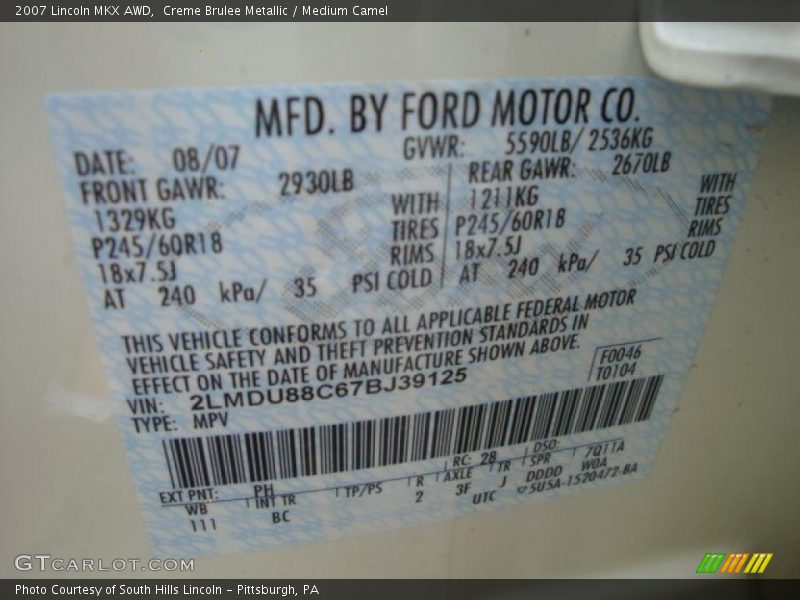 2007 Lincoln MKX AWD,  Creme Brulee Metallic / Medium Camel
MFD. BY FORD MOTOR CO.
DATE: 08/07 GVWR: 5590LB/ 2536KG
FRONT GAWR: 2930LB REAR GAWR: 2670LB
1329KG WITH 1211KG WITH
P245/60R18 TIRES P245/60R18 TIRES
18x7.5J RIMS 18x7.5J RIMS
AT 240 kPa/ 35 PSI COLD AT 240 kPa/ 35 PSI COLD
THIS VEHICLE CONFORMS TO ALL APPLICABLE FEDERAL MOTOR
VEHICLE SAFETY AND THEFT PREVENTION STANDARDS IN
EFFECT ON THE DATE OF MANUFACTURE SHOWN ABOVE.
F0046
T0104
VIN: 2LMDU88C67BJ39125
TYPE: MPV
EXT PNT: PH RC: 28 DSO:
WB INT TR TP/PS R AXLE TR SPR 7Q11A
111 BC 2 3F J DDDD W0A
UTC 5U5A-1520472-BA
GTCARLOT.COM
Photo Courtesy of South Hills Lincoln – Pittsburgh, PA